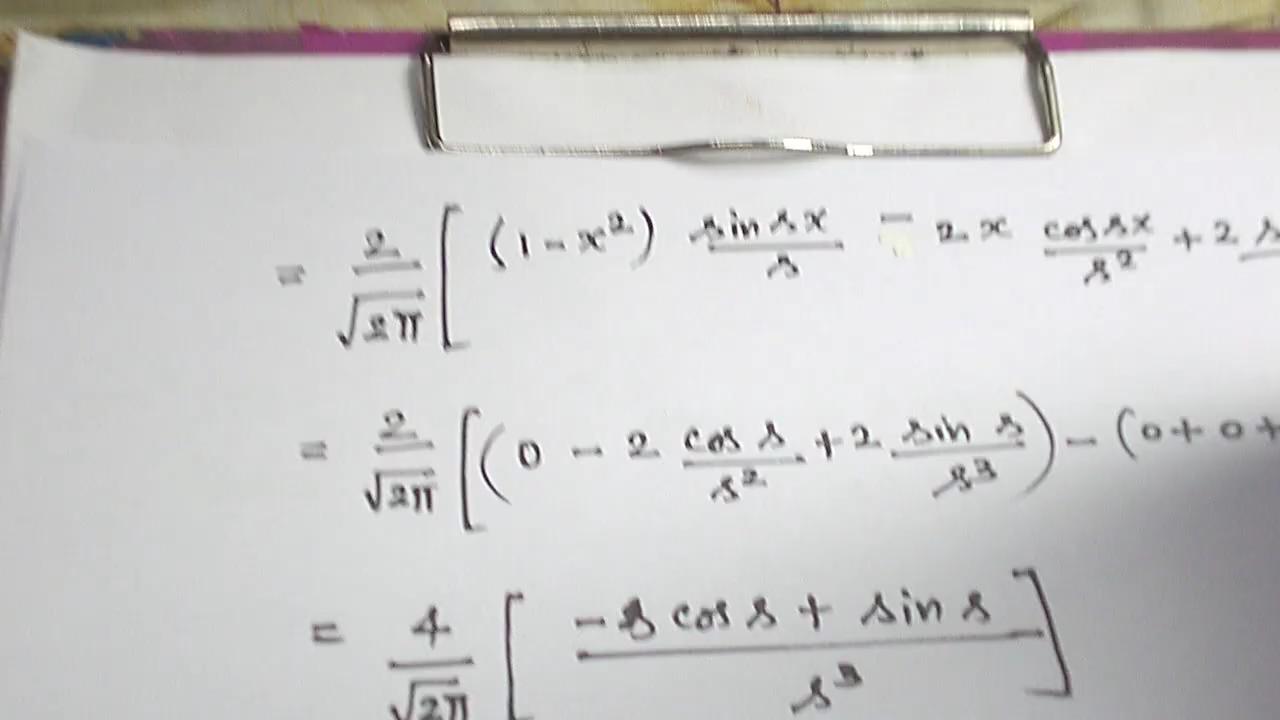 = 2/√2π [ (1 - x²) sin sx / s - 2x cos sx / s² + 2 s
= 2/√2π [ ( 0 - 2 cos s / s² + 2 sin s / s³ ) - ( 0 + 0 +
= 4/√2π [ -s cos s + sin s / s³ ]